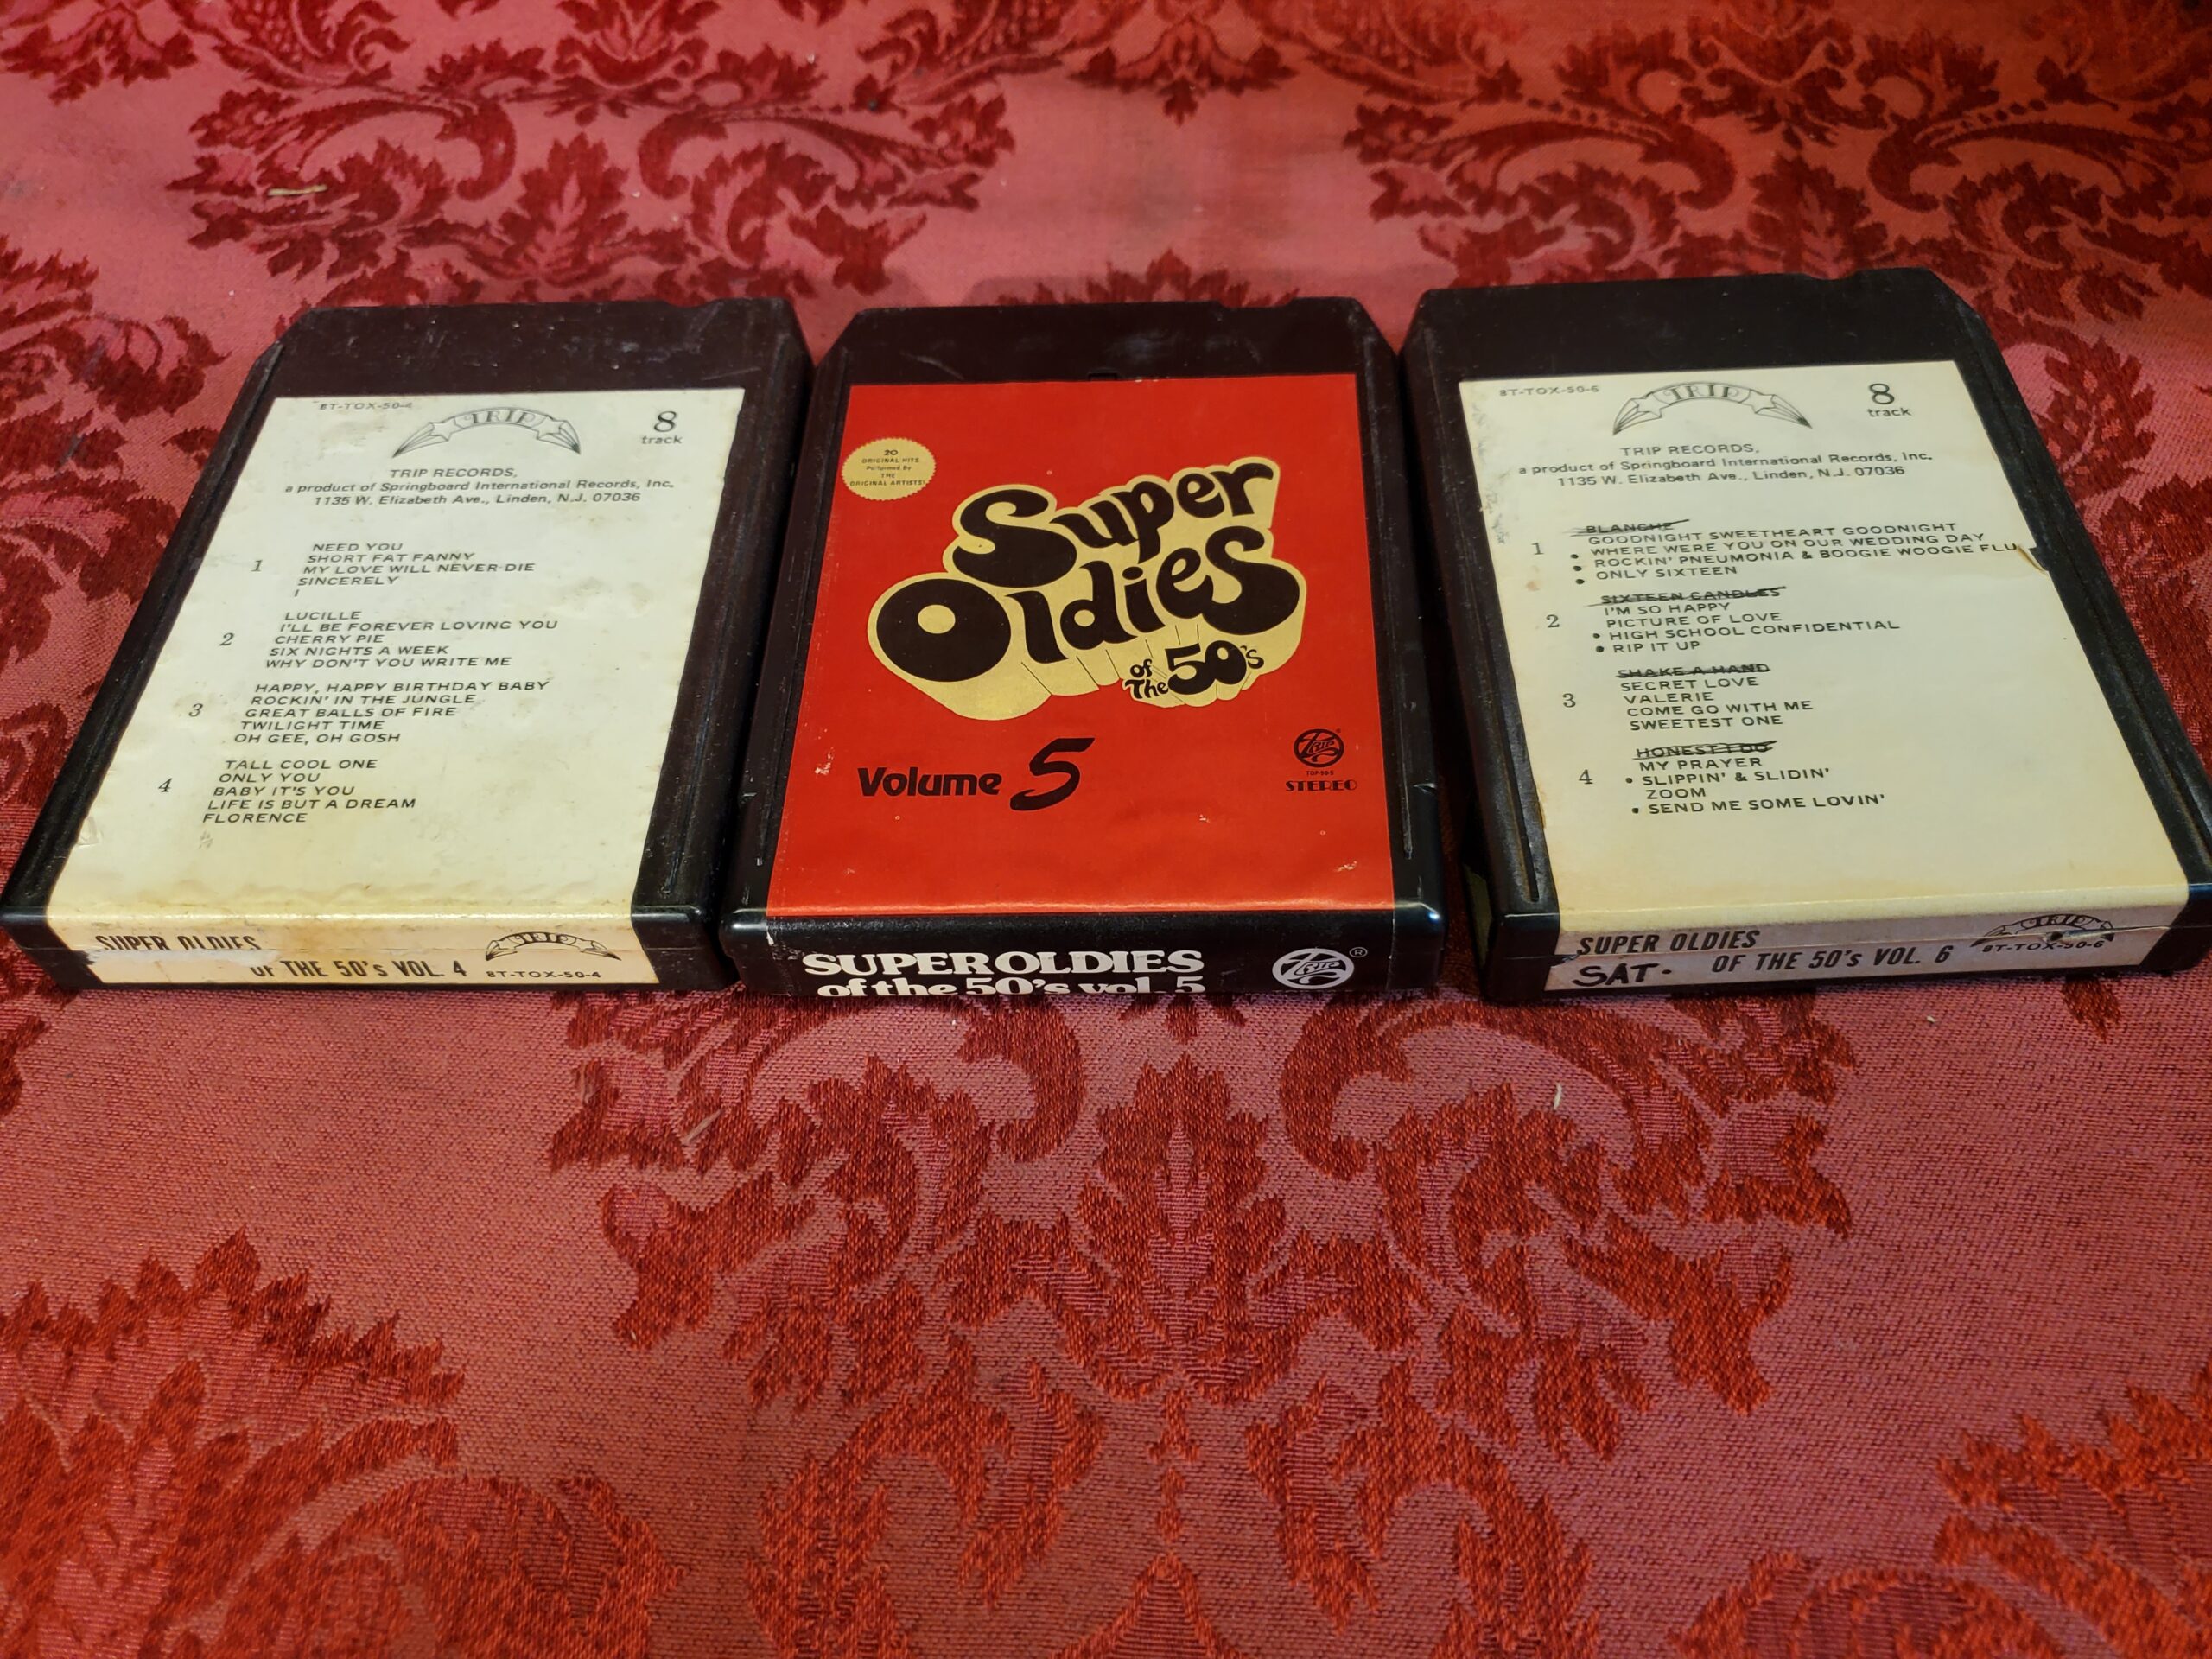 8T-TOX-50-4
TRIP
8
track
TRIP RECORDS,
a product of Springboard International Records, Inc.
1135 W. Elizabeth Ave., Linden, N.J. 07036
1
NEED YOU
SHORT FAT FANNY
MY LOVE WILL NEVER DIE
SINCERELY
I
2
LUCILLE
I'LL BE FOREVER LOVING YOU
CHERRY PIE
SIX NIGHTS A WEEK
WHY DON'T YOU WRITE ME
3
HAPPY, HAPPY BIRTHDAY BABY
ROCKIN' IN THE JUNGLE
GREAT BALLS OF FIRE
TWILIGHT TIME
OH GEE, OH GOSH
4
TALL COOL ONE
ONLY YOU
BABY IT'S YOU
LIFE IS BUT A DREAM
FLORENCE
SUPER OLDIES
OF THE 50's VOL. 4
TRIP
8T-TOX-50-4
20
ORIGINAL HITS
Performed By
THE
ORIGINAL ARTISTS!
Super
Oldies
of
The 50's
Volume 5
TRIP
STEREO
SUPER OLDIES
of the 50's vol. 5
TRIP ®
8T-TOX-50-6
TRIP
8
track
TRIP RECORDS,
a product of Springboard International Records, Inc.
1135 W. Elizabeth Ave., Linden, N.J. 07036
1
BLANCHE
GOODNIGHT SWEETHEART GOODNIGHT
• WHERE WERE YOU ON OUR WEDDING DAY
• ROCKIN' PNEUMONIA & BOOGIE WOOGIE FLU
• ONLY SIXTEEN
2
SIXTEEN CANDLES
I'M SO HAPPY
PICTURE OF LOVE
• HIGH SCHOOL CONFIDENTIAL
• RIP IT UP
3
SHAKE A HAND
SECRET LOVE
VALERIE
COME GO WITH ME
SWEETEST ONE
4
HONEST I DO
MY PRAYER
• SLIPPIN' & SLIDIN'
ZOOM
• SEND ME SOME LOVIN'
SUPER OLDIES
OF THE 50's VOL. 6
SAT.
TRIP
8T-TOX-50-6